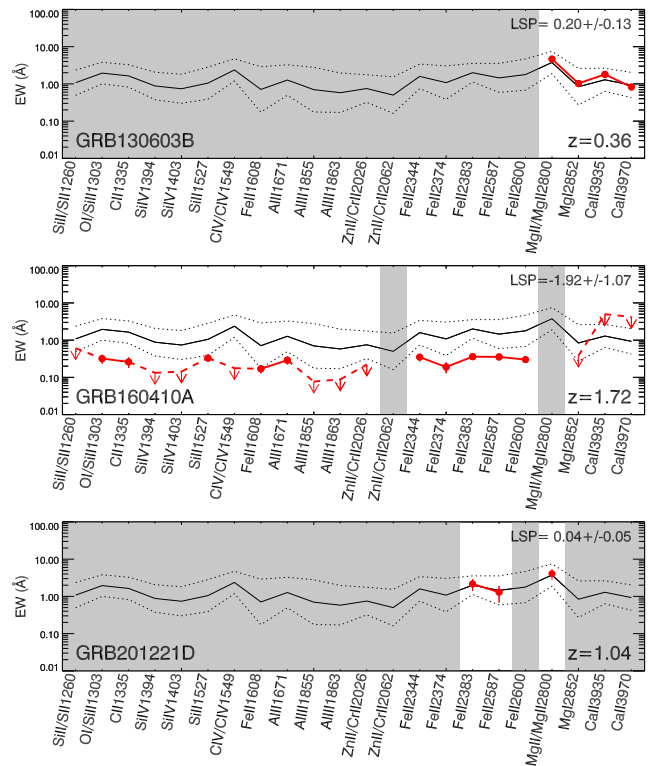 LSP= 0.20+/-0.13
100.00
10.00
1.00
0.10
0.01
EW (Å)
GRB130603B
z=0.36
SiII/SII1260
OI/SiII1303
CII1335
SiIV1394
SiIV1403
SiII1527
CIV/CIV1549
FeII1608
AlII1671
AlIII1855
AlIII1863
ZnII/CrII2026
ZnII/CrII2062
FeII2344
FeII2374
FeII2383
FeII2587
FeII2600
MgII/MgII2800
MgI2852
CaII3935
CaII3970
LSP=-1.92+/-1.07
100.00
10.00
1.00
0.10
0.01
EW (Å)
GRB160410A
z=1.72
SiII/SII1260
OI/SiII1303
CII1335
SiIV1394
SiIV1403
SiII1527
CIV/CIV1549
FeII1608
AlII1671
AlIII1855
AlIII1863
ZnII/CrII2026
ZnII/CrII2062
FeII2344
FeII2374
FeII2383
FeII2587
FeII2600
MgII/MgII2800
MgI2852
CaII3935
CaII3970
LSP= 0.04+/-0.05
100.00
10.00
1.00
0.10
0.01
EW (Å)
GRB201221D
z=1.04
SiII/SII1260
OI/SiII1303
CII1335
SiIV1394
SiIV1403
SiII1527
CIV/CIV1549
FeII1608
AlII1671
AlIII1855
AlIII1863
ZnII/CrII2026
ZnII/CrII2062
FeII2344
FeII2374
FeII2383
FeII2587
FeII2600
MgII/MgII2800
MgI2852
CaII3935
CaII3970